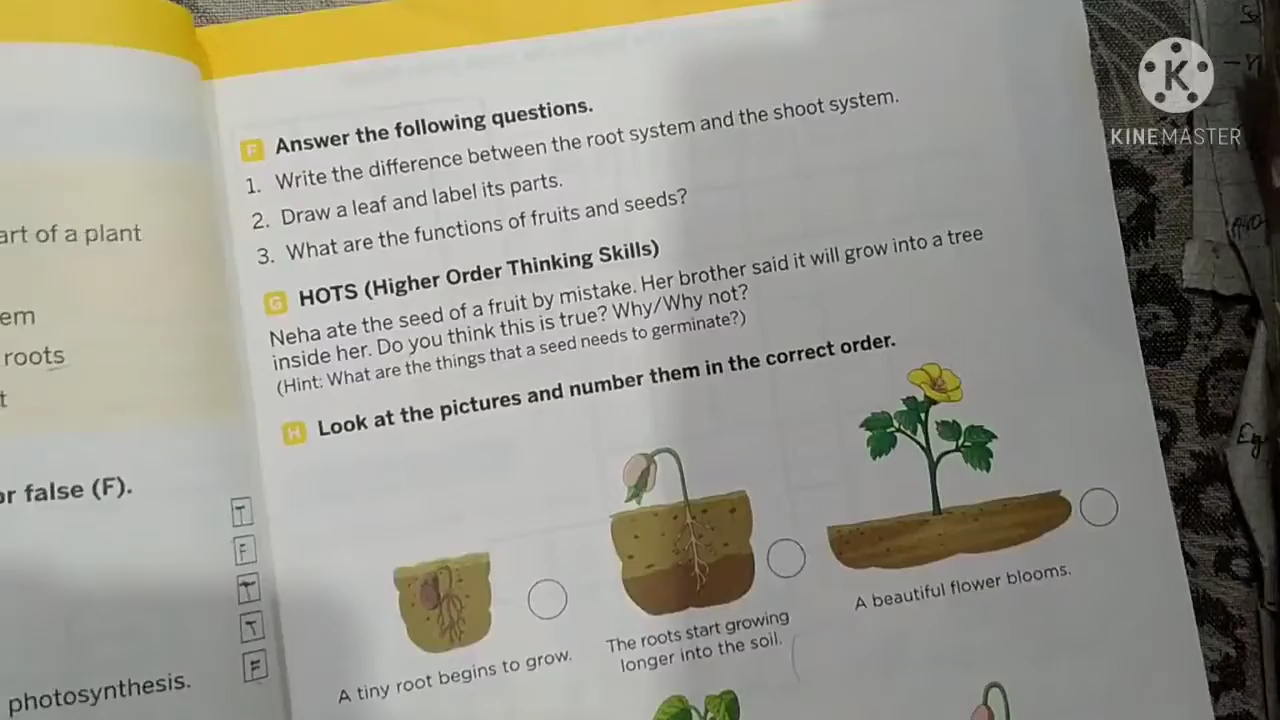 KINEMASTER
F Answer the following questions.
1. Write the difference between the root system and the shoot system.
2. Draw a leaf and label its parts.
3. What are the functions of fruits and seeds?
G HOTS (Higher Order Thinking Skills)
Neha ate the seed of a fruit by mistake. Her brother said it will grow into a tree
inside her. Do you think this is true? Why/Why not?
(Hint: What are the things that a seed needs to germinate?)
H Look at the pictures and number them in the correct order.
A tiny root begins to grow.
The roots start growing
longer into the soil.
A beautiful flower blooms.
art of a plant
em
roots
t
or false (F).
T
F
T
T
F
photosynthesis.
Eg